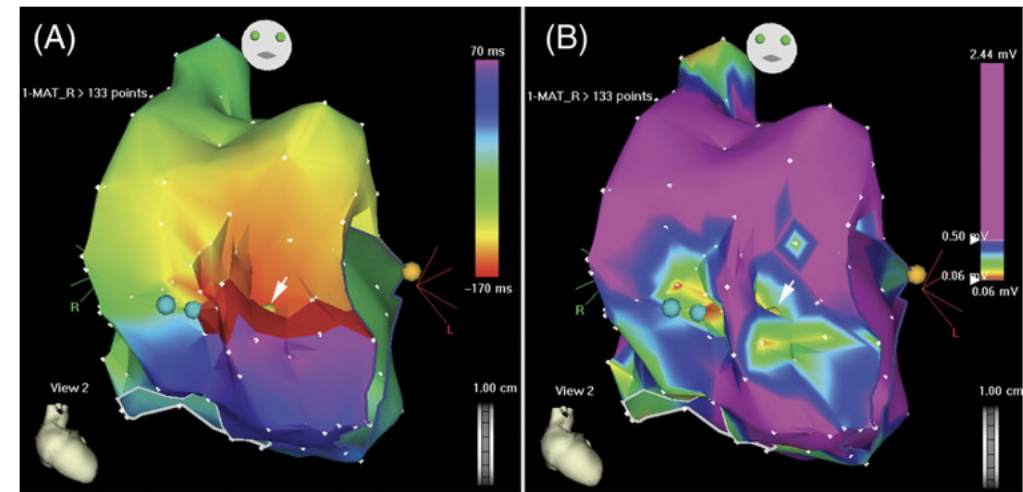 (A)
70 ms
1-MAT_R > 133 points
-170 ms
R
L
View 2
1.00 cm
(B)
2.44 mV
1-MAT_R > 133 points
0.50 mV
0.06 mV
0.06 mV
R
L
View 2
1.00 cm